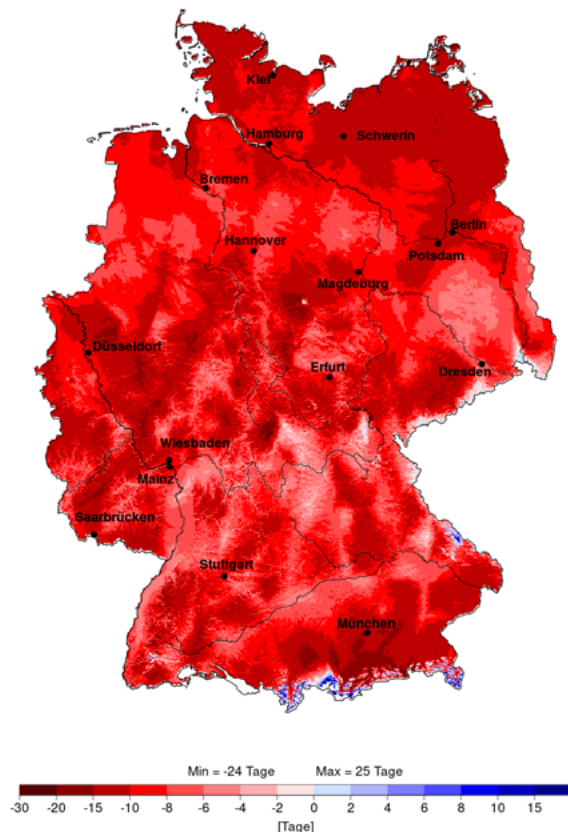 Kiel
Hamburg
Schwerin
Bremen
Berlin
Hannover
Potsdam
Magdeburg
Düsseldorf
Erfurt
Dresden
Wiesbaden
Mainz
Saarbrücken
Stuttgart
München
Min = -24 Tage Max = 25 Tage
-30 -20 -15 -10 -8 -6 -4 -2 0 2 4 6 8 10 15
[Tage]